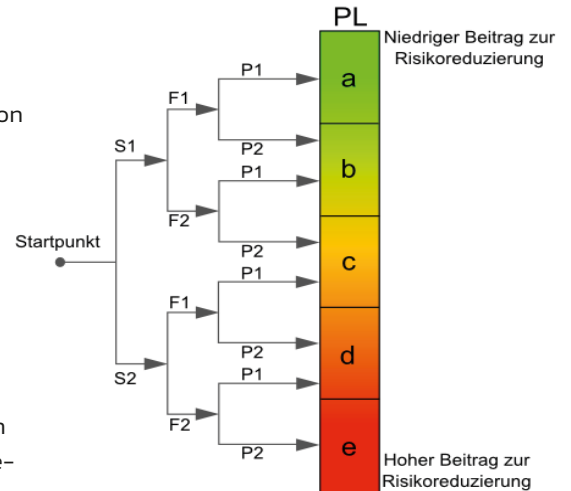 PL
Niedriger Beitrag zur
Risikoreduzierung
on
P1
a
F1
S1
P2
b
P1
F2
P2
Startpunkt
c
P1
F1
P2
d
S2
P1
F2
P2
e
n
e–
Hoher Beitrag zur
Risikoreduzierung